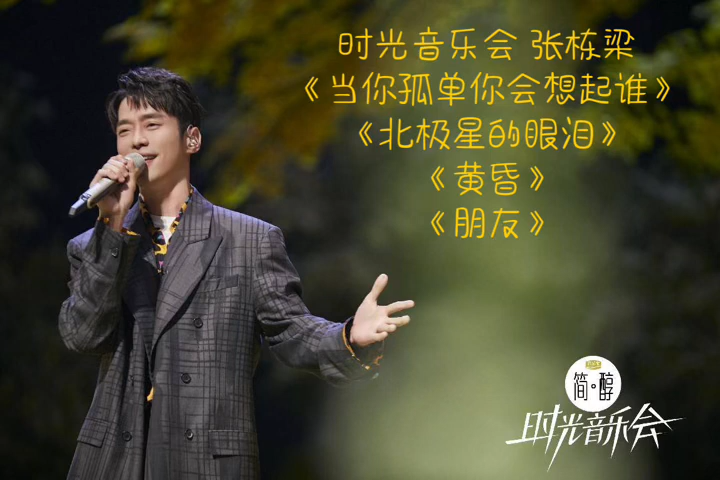 时光音乐会 张栋梁
《当你孤单你会想起谁》
《北极星的眼泪》
《黄昏》
《朋友》
简·醇
时光音乐会